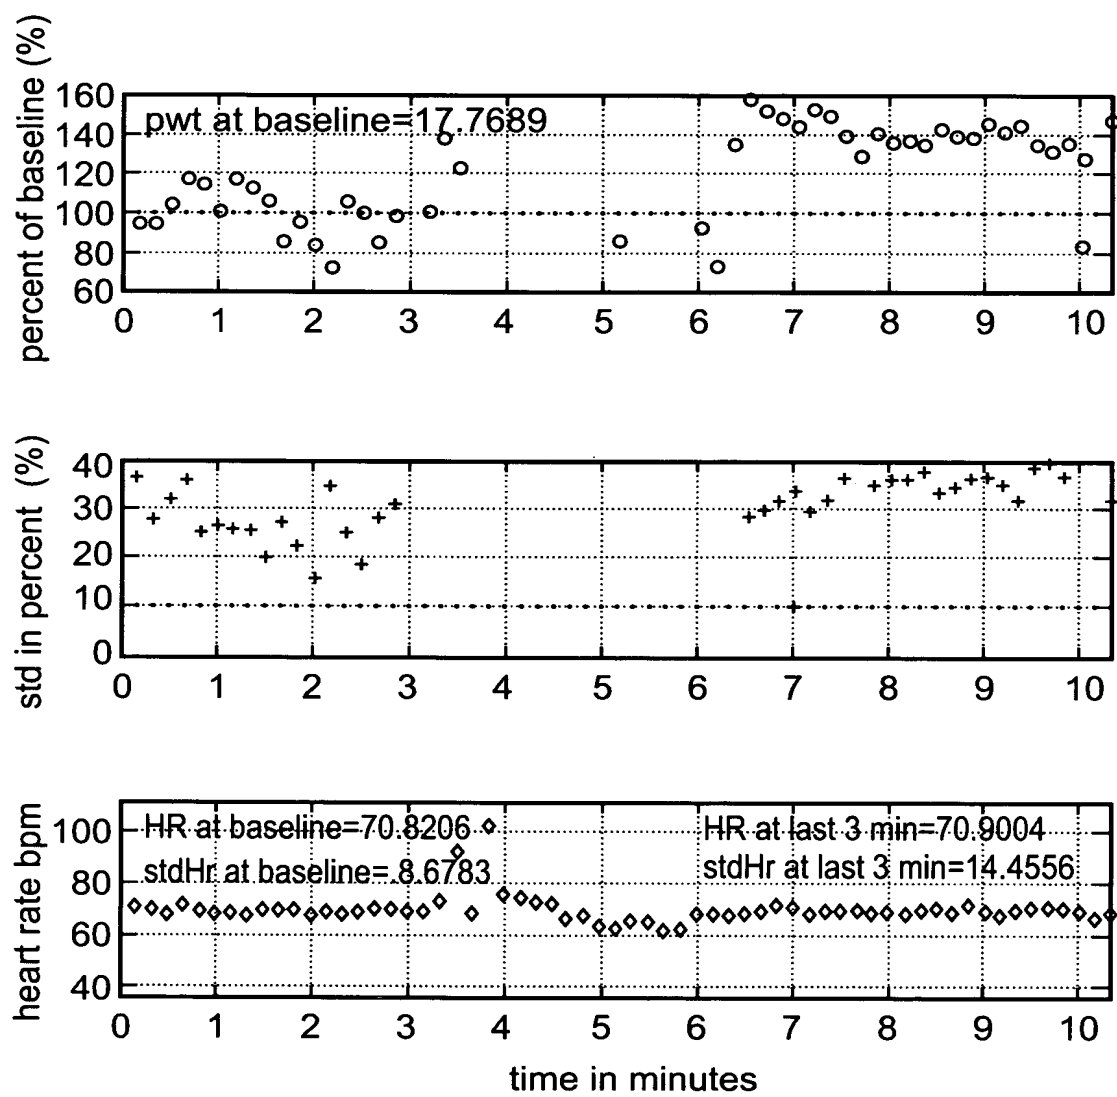 percent of baseline (%)
160
140
120
100
80
60
pwt at baseline=17.7689
0 1 2 3 4 5 6 7 8 9 10
std in percent (%)
40
30
20
10
0
0 1 2 3 4 5 6 7 8 9 10
heart rate bpm
100
80
60
40
HR at baseline=70.8206
stdHr at baseline=.8.6783
HR at last 3 min=70.9004
stdHr at last 3 min=14.4556
0 1 2 3 4 5 6 7 8 9 10
time in minutes